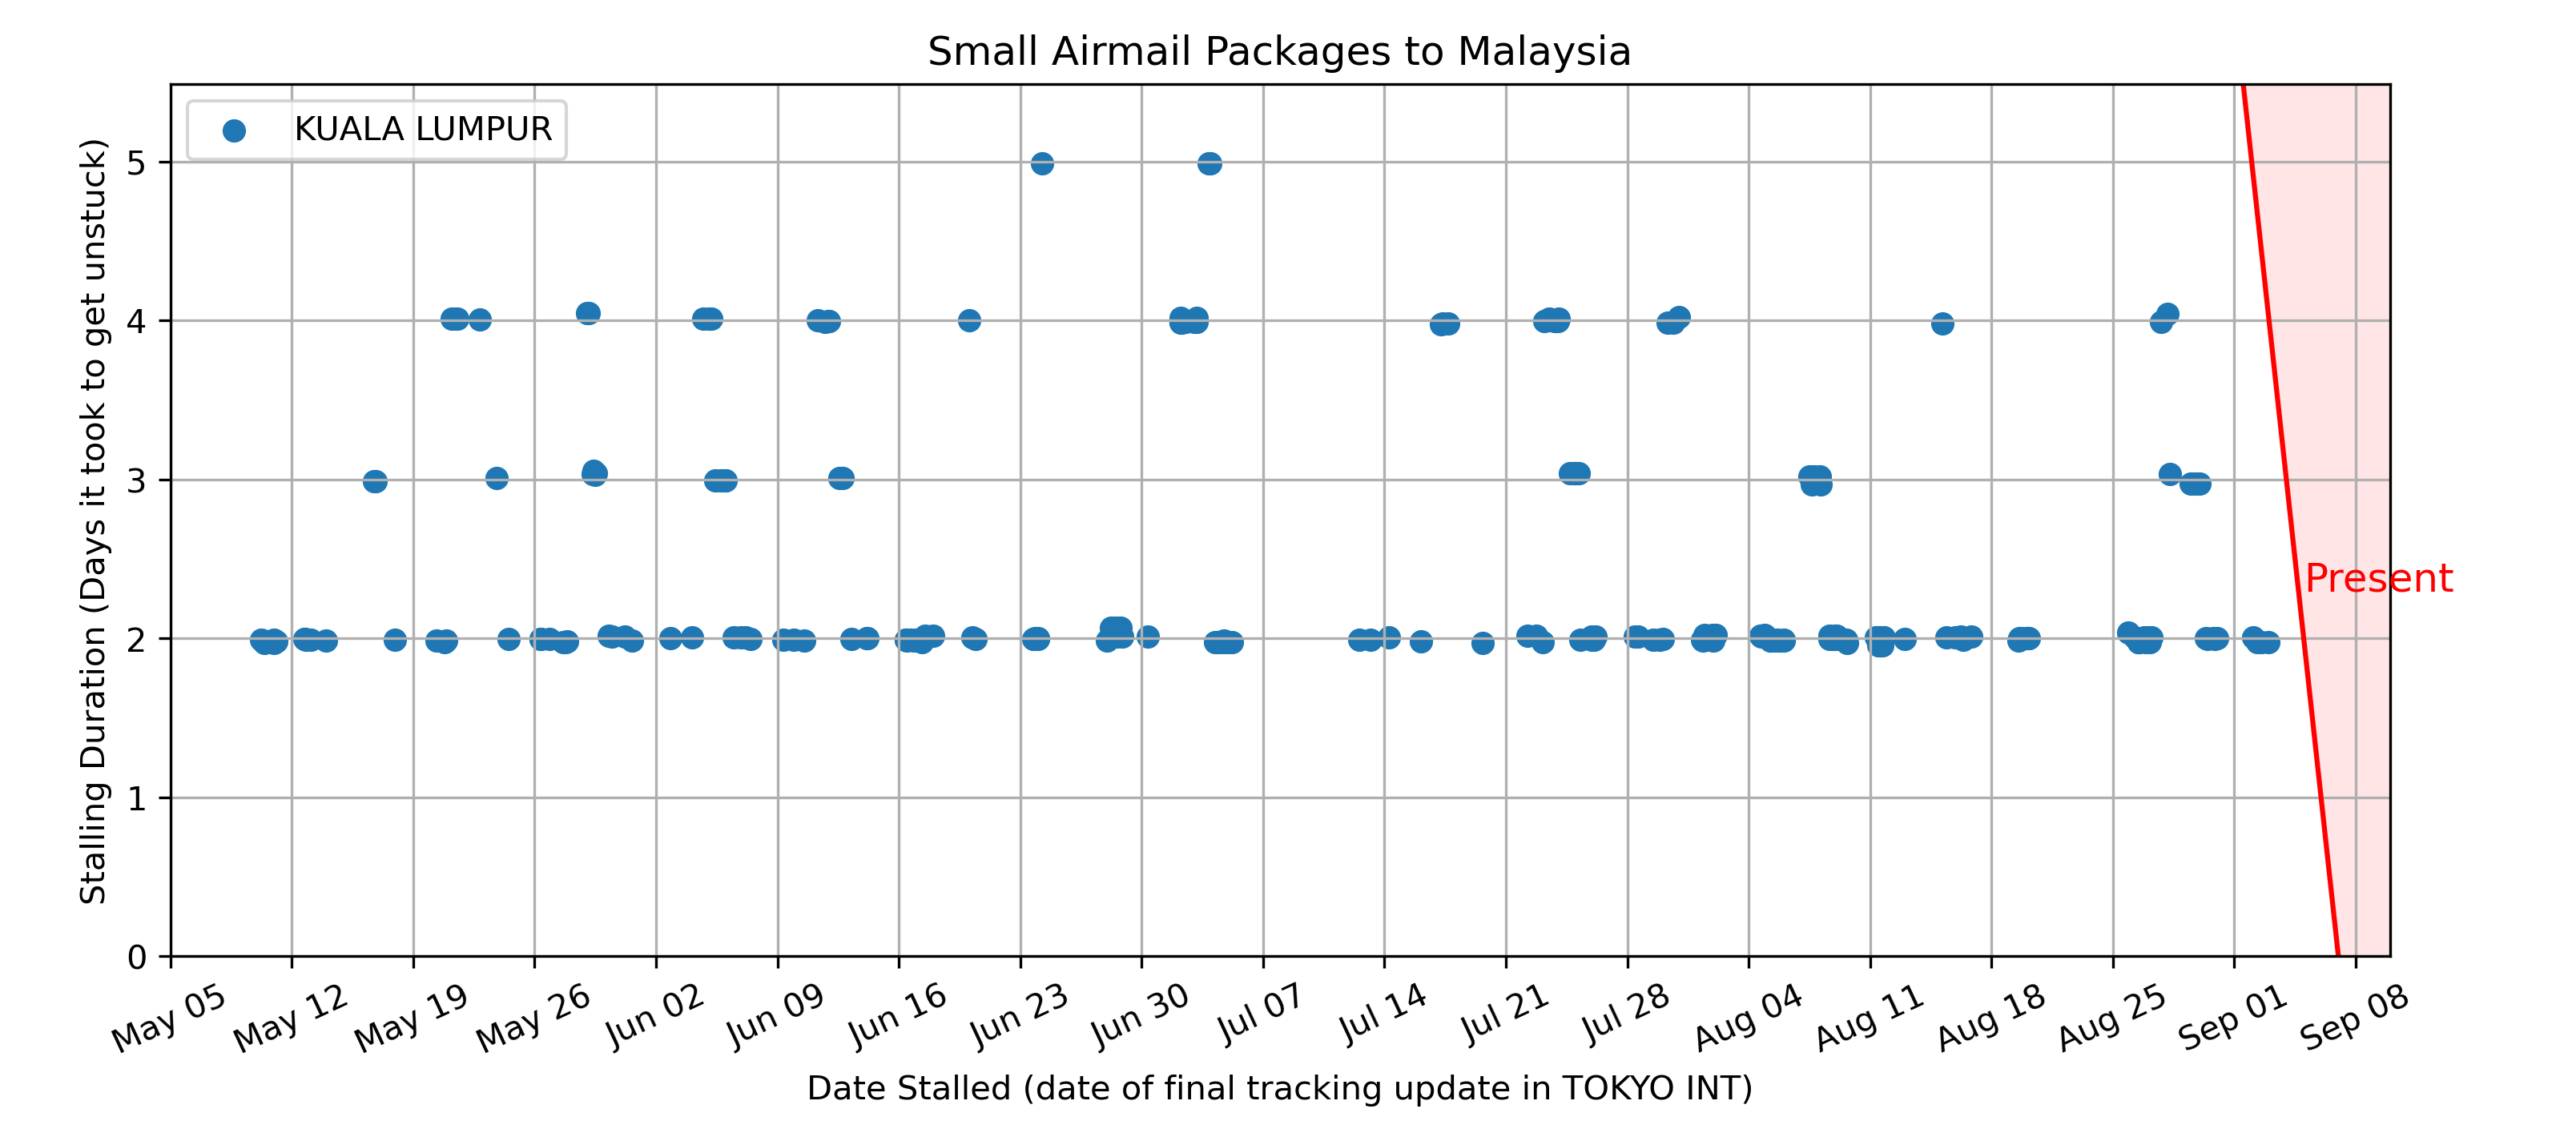 Small Airmail Packages to Malaysia
KUALA LUMPUR
Stalling Duration (Days it took to get unstuck)
5
4
3
2
1
0
Present
May 05
May 12
May 19
May 26
Jun 02
Jun 09
Jun 16
Jun 23
Jun 30
Jul 07
Jul 14
Jul 21
Jul 28
Aug 04
Aug 11
Aug 18
Aug 25
Sep 01
Sep 08
Date Stalled (date of final tracking update in TOKYO INT)